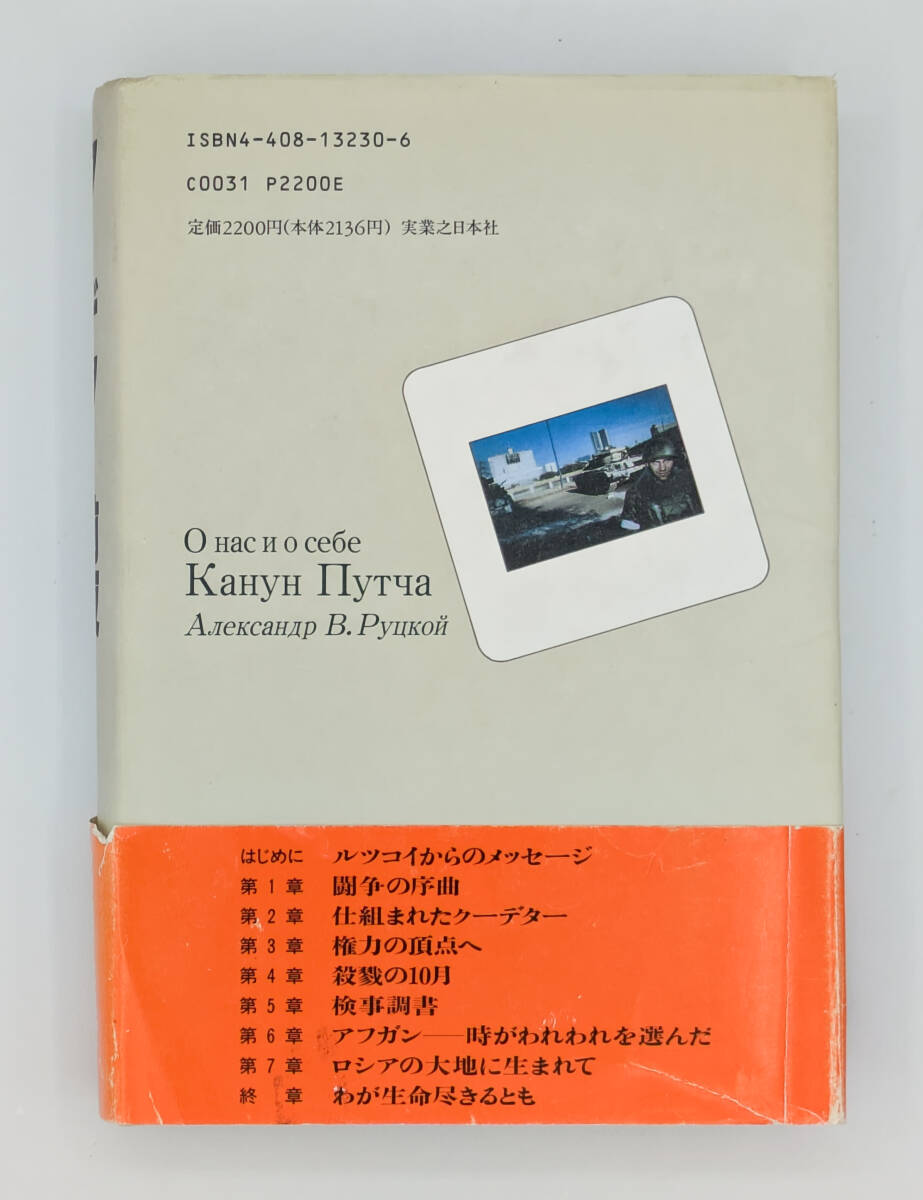 ISBN4-408-13230-6
C0031 P2200E
定価2200円(本体2136円) 実業之日本社
О нас и о себе
Канун Путча
Александр В. Руцкой
はじめに ルツコイからのメッセージ
第1章 闘争の序曲
第2章 仕組まれたクーデター
第3章 権力の頂点へ
第4章 殺戮の10月
第5章 検事調書
第6章 アフガン――時がわれわれを選んだ
第7章 ロシアの大地に生まれて
終章 わが生命尽きるとも